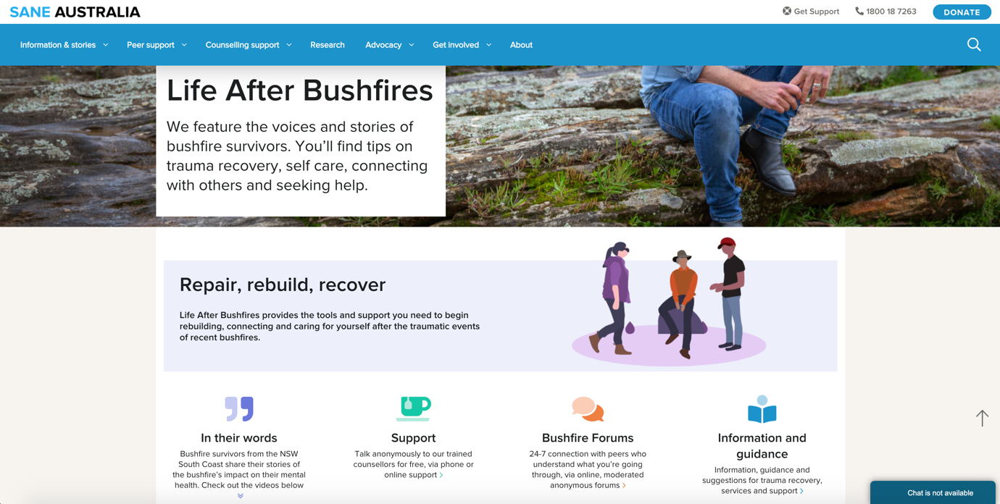 SANE AUSTRALIA
Get Support
1800 18 7263
DONATE
Information & stories
Peer support
Counselling support
Research
Advocacy
Get involved
About
Life After Bushfires
We feature the voices and stories of
bushfire survivors. You'll find tips on
trauma recovery, self care, connecting
with others and seeking help.
Repair, rebuild, recover
Life After Bushfires provides the tools and support you need to begin
rebuilding, connecting and caring for yourself after the traumatic events
of recent bushfires.
In their words
Bushfire survivors from the NSW
South Coast share their stories of
the bushfire's impact on their mental
health. Check out the videos below
Support
Talk anonymously to our trained
counsellors for free, via phone or
online support
Bushfire Forums
24-7 connection with peers who
understand what you're going
through, via online, moderated
anonymous forums
Information and
guidance
Information, guidance and
suggestions for trauma recovery,
services and support
Chat is not available